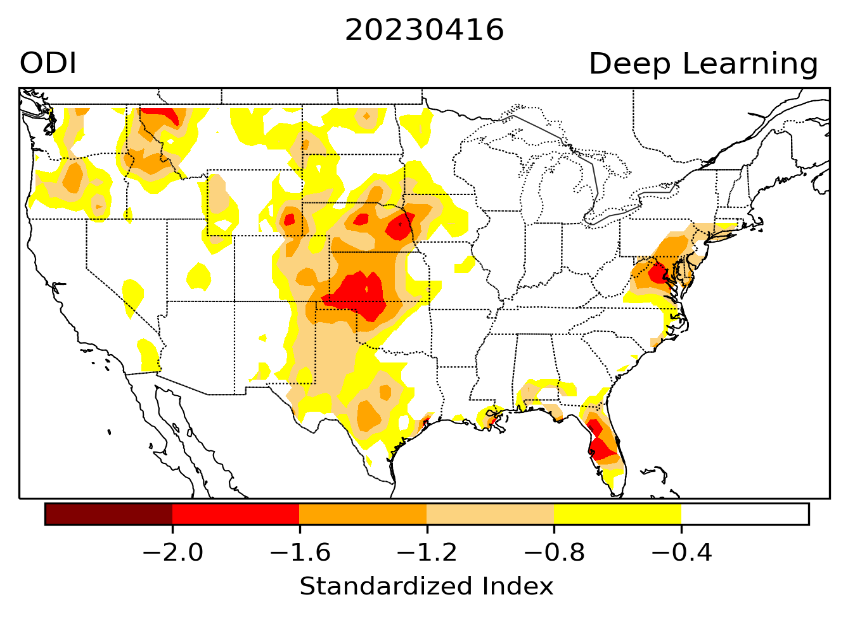 20230416
ODI
Deep Learning
−2.0 −1.6 −1.2 −0.8 −0.4
Standardized Index